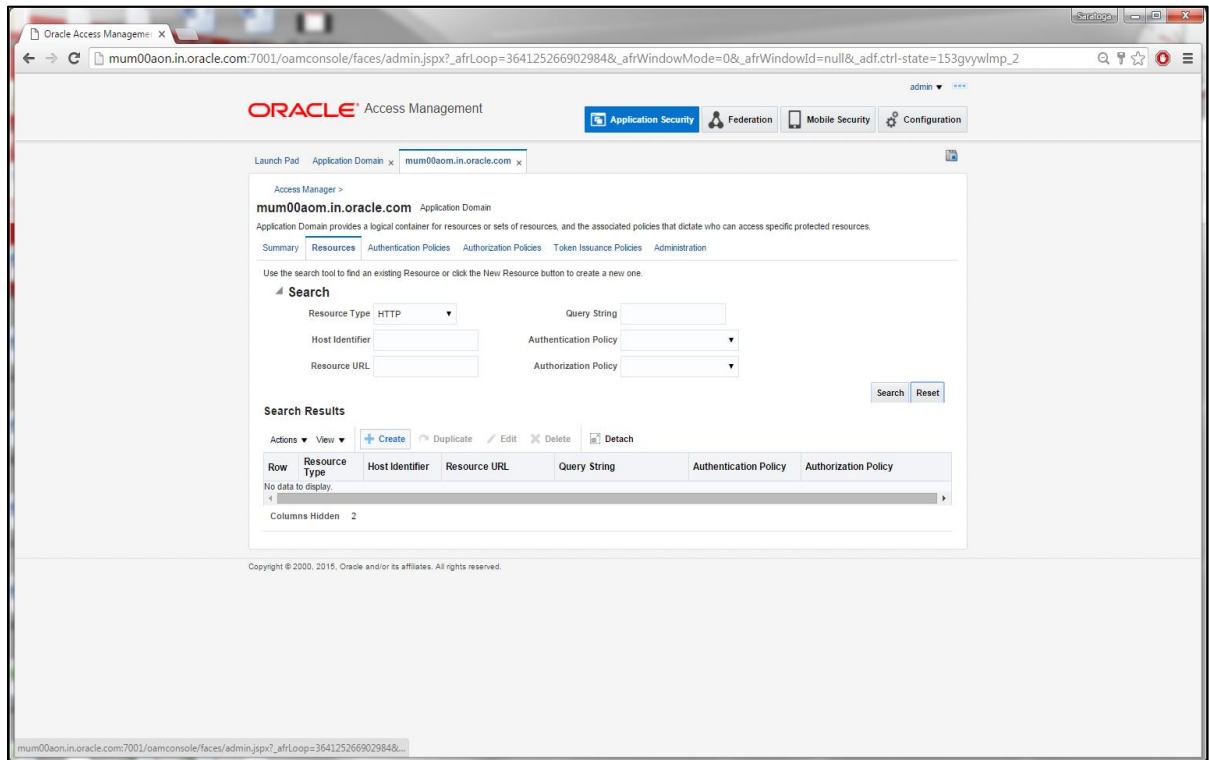 Saratoga
Oracle Access Manageme
mum00aon.in.oracle.com:7001/oamconsole/faces/admin.jspx?_afrLoop=364125266902984&_afrWindowMode=0&_afrWindowId=null&_adf.ctrl-state=153gvywlmp_2
admin
ORACLE® Access Management
Application Security Federation Mobile Security Configuration
Launch Pad Application Domain x mum00aom.in.oracle.com x
Access Manager >
mum00aom.in.oracle.com Application Domain
Application Domain provides a logical container for resources or sets of resources, and the associated policies that dictate who can access specific protected resources.
Summary Resources Authentication Policies Authorization Policies Token Issuance Policies Administration
Use the search tool to find an existing Resource or click the New Resource button to create a new one.
Search
Resource Type HTTP Query String
Host Identifier Authentication Policy
Resource URL Authorization Policy
Search Reset
Search Results
Actions View Create Duplicate Edit Delete Detach
Row Resource Type Host Identifier Resource URL Query String Authentication Policy Authorization Policy
No data to display.
Columns Hidden 2
Copyright © 2000, 2015, Oracle and/or its affiliates. All rights reserved.
mum00aon.in.oracle.com:7001/oamconsole/faces/admin.jspx?_afrLoop=364125266902984&...